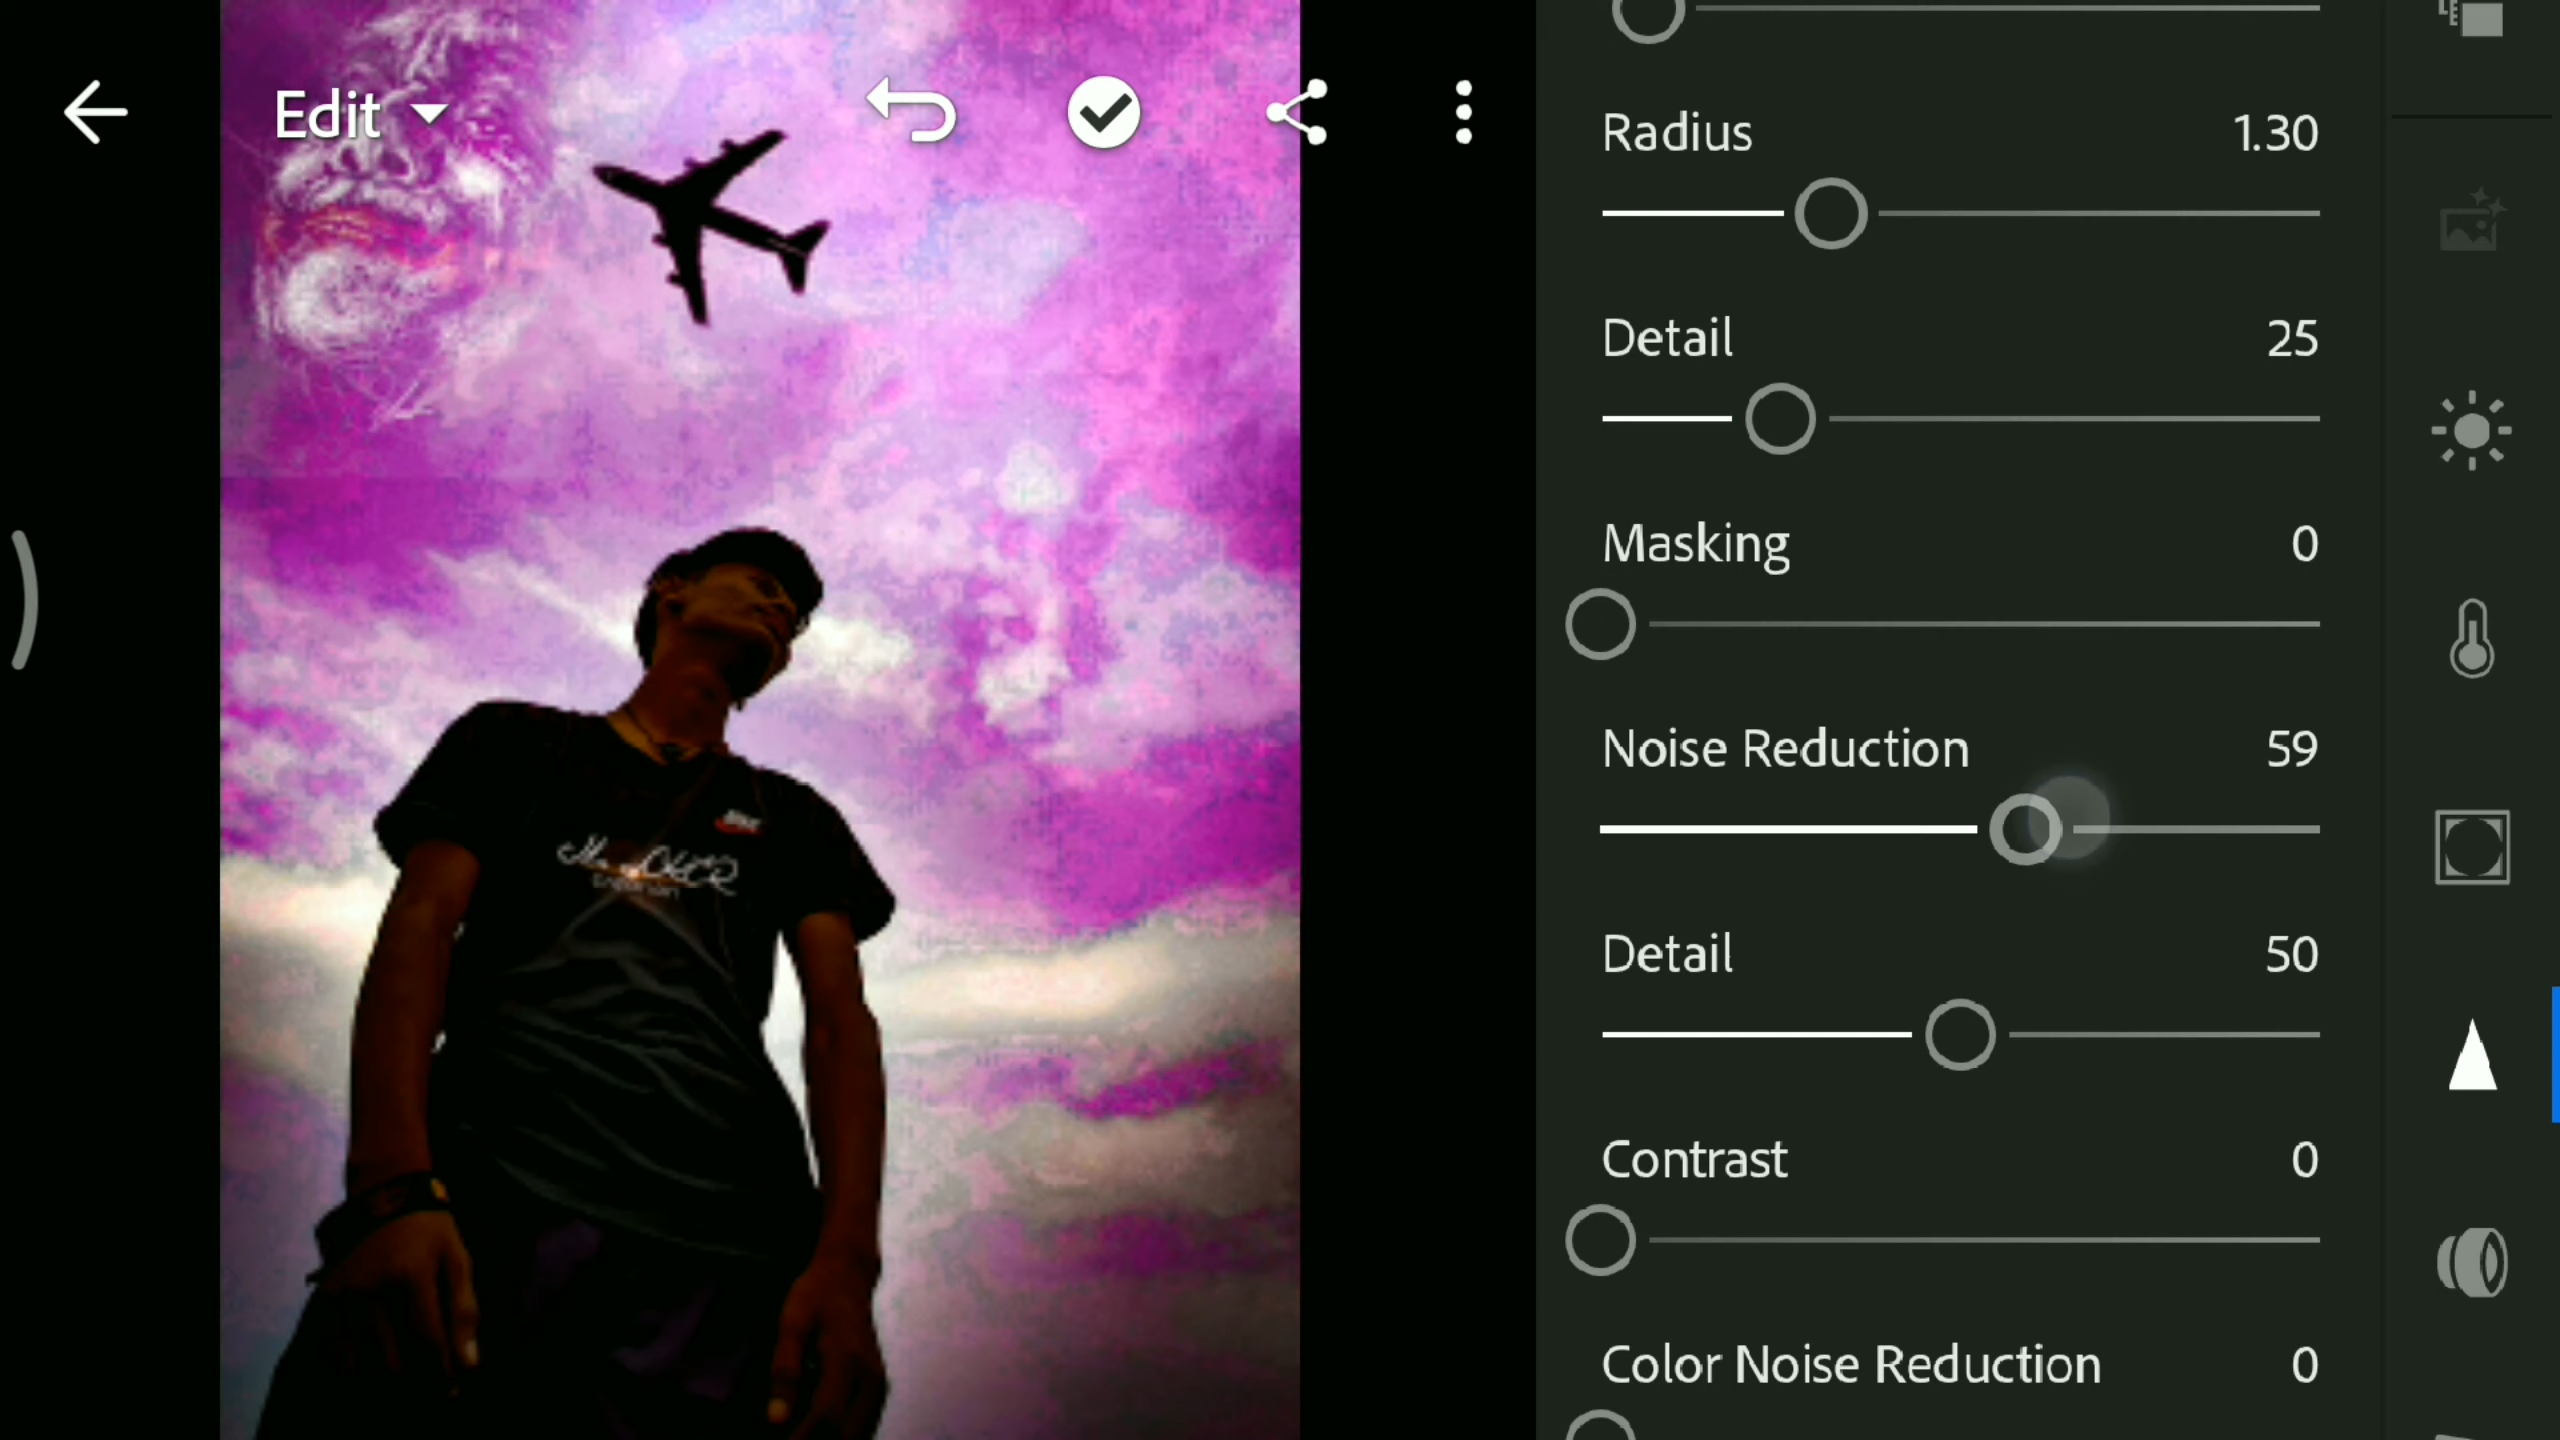 Edit
Radius 1.30
Detail 25
Masking 0
Noise Reduction 59
Detail 50
Contrast 0
Color Noise Reduction 0